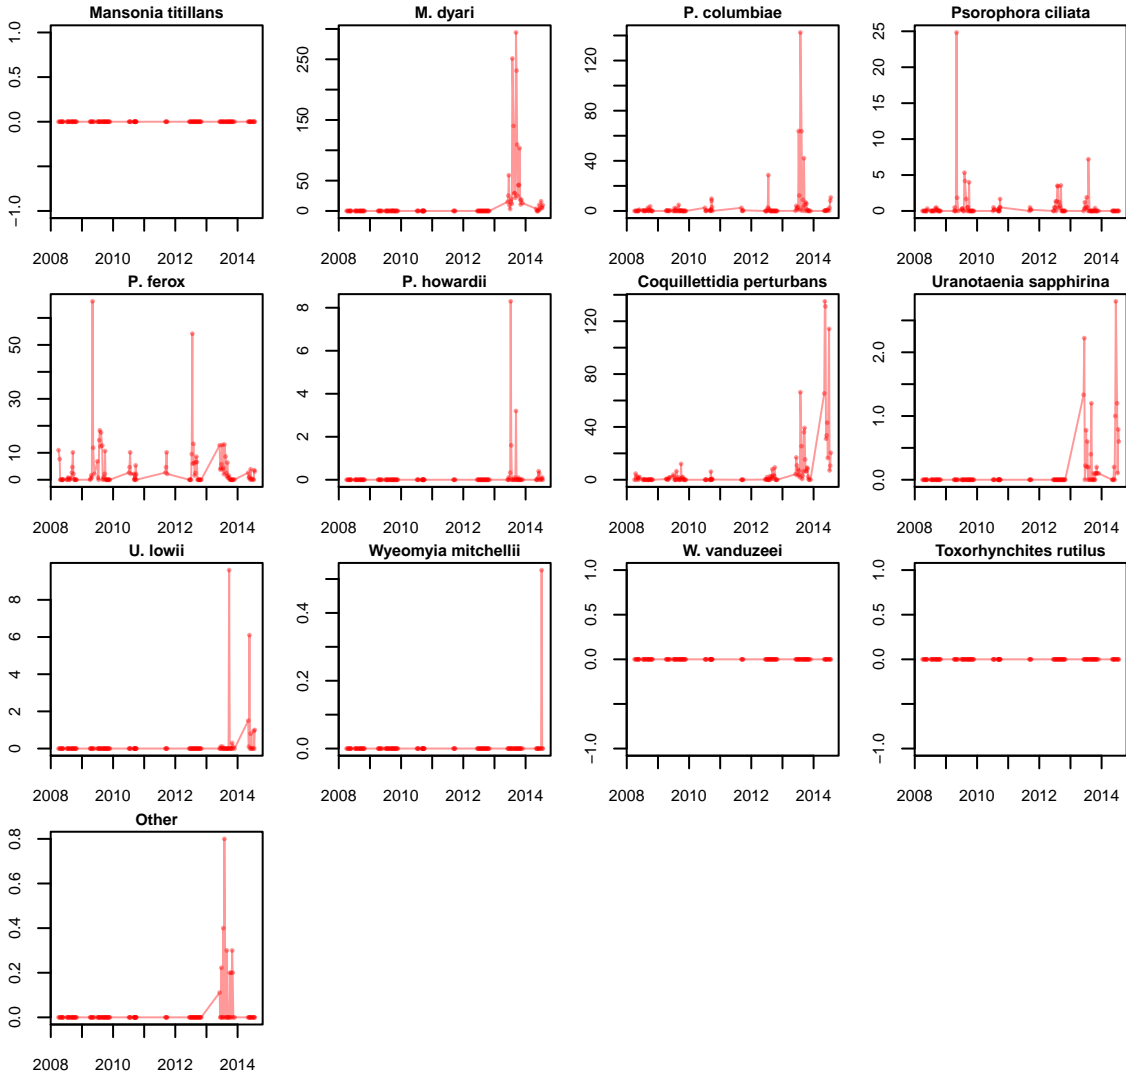 Mansonia titillans
M. dyari
P. columbiae
Psorophora ciliata
−1.0 0.0 0.5 1.0
0 50 150 250
0 40 80 120
0 5 10 15 20 25
2008 2010 2012 2014
2008 2010 2012 2014
2008 2010 2012 2014
2008 2010 2012 2014
P. ferox
P. howardii
Coquillettidia perturbans
Uranotaenia sapphirina
0 10 30 50
0 2 4 6 8
0 40 80 120
0.0 1.0 2.0
2008 2010 2012 2014
2008 2010 2012 2014
2008 2010 2012 2014
2008 2010 2012 2014
U. lowii
Wyeomyia mitchellii
W. vanduzeei
Toxorhynchites rutilus
0 2 4 6 8
0.0 0.2 0.4
−1.0 0.0 0.5 1.0
−1.0 0.0 0.5 1.0
2008 2010 2012 2014
2008 2010 2012 2014
2008 2010 2012 2014
2008 2010 2012 2014
Other
0.0 0.2 0.4 0.6 0.8
2008 2010 2012 2014